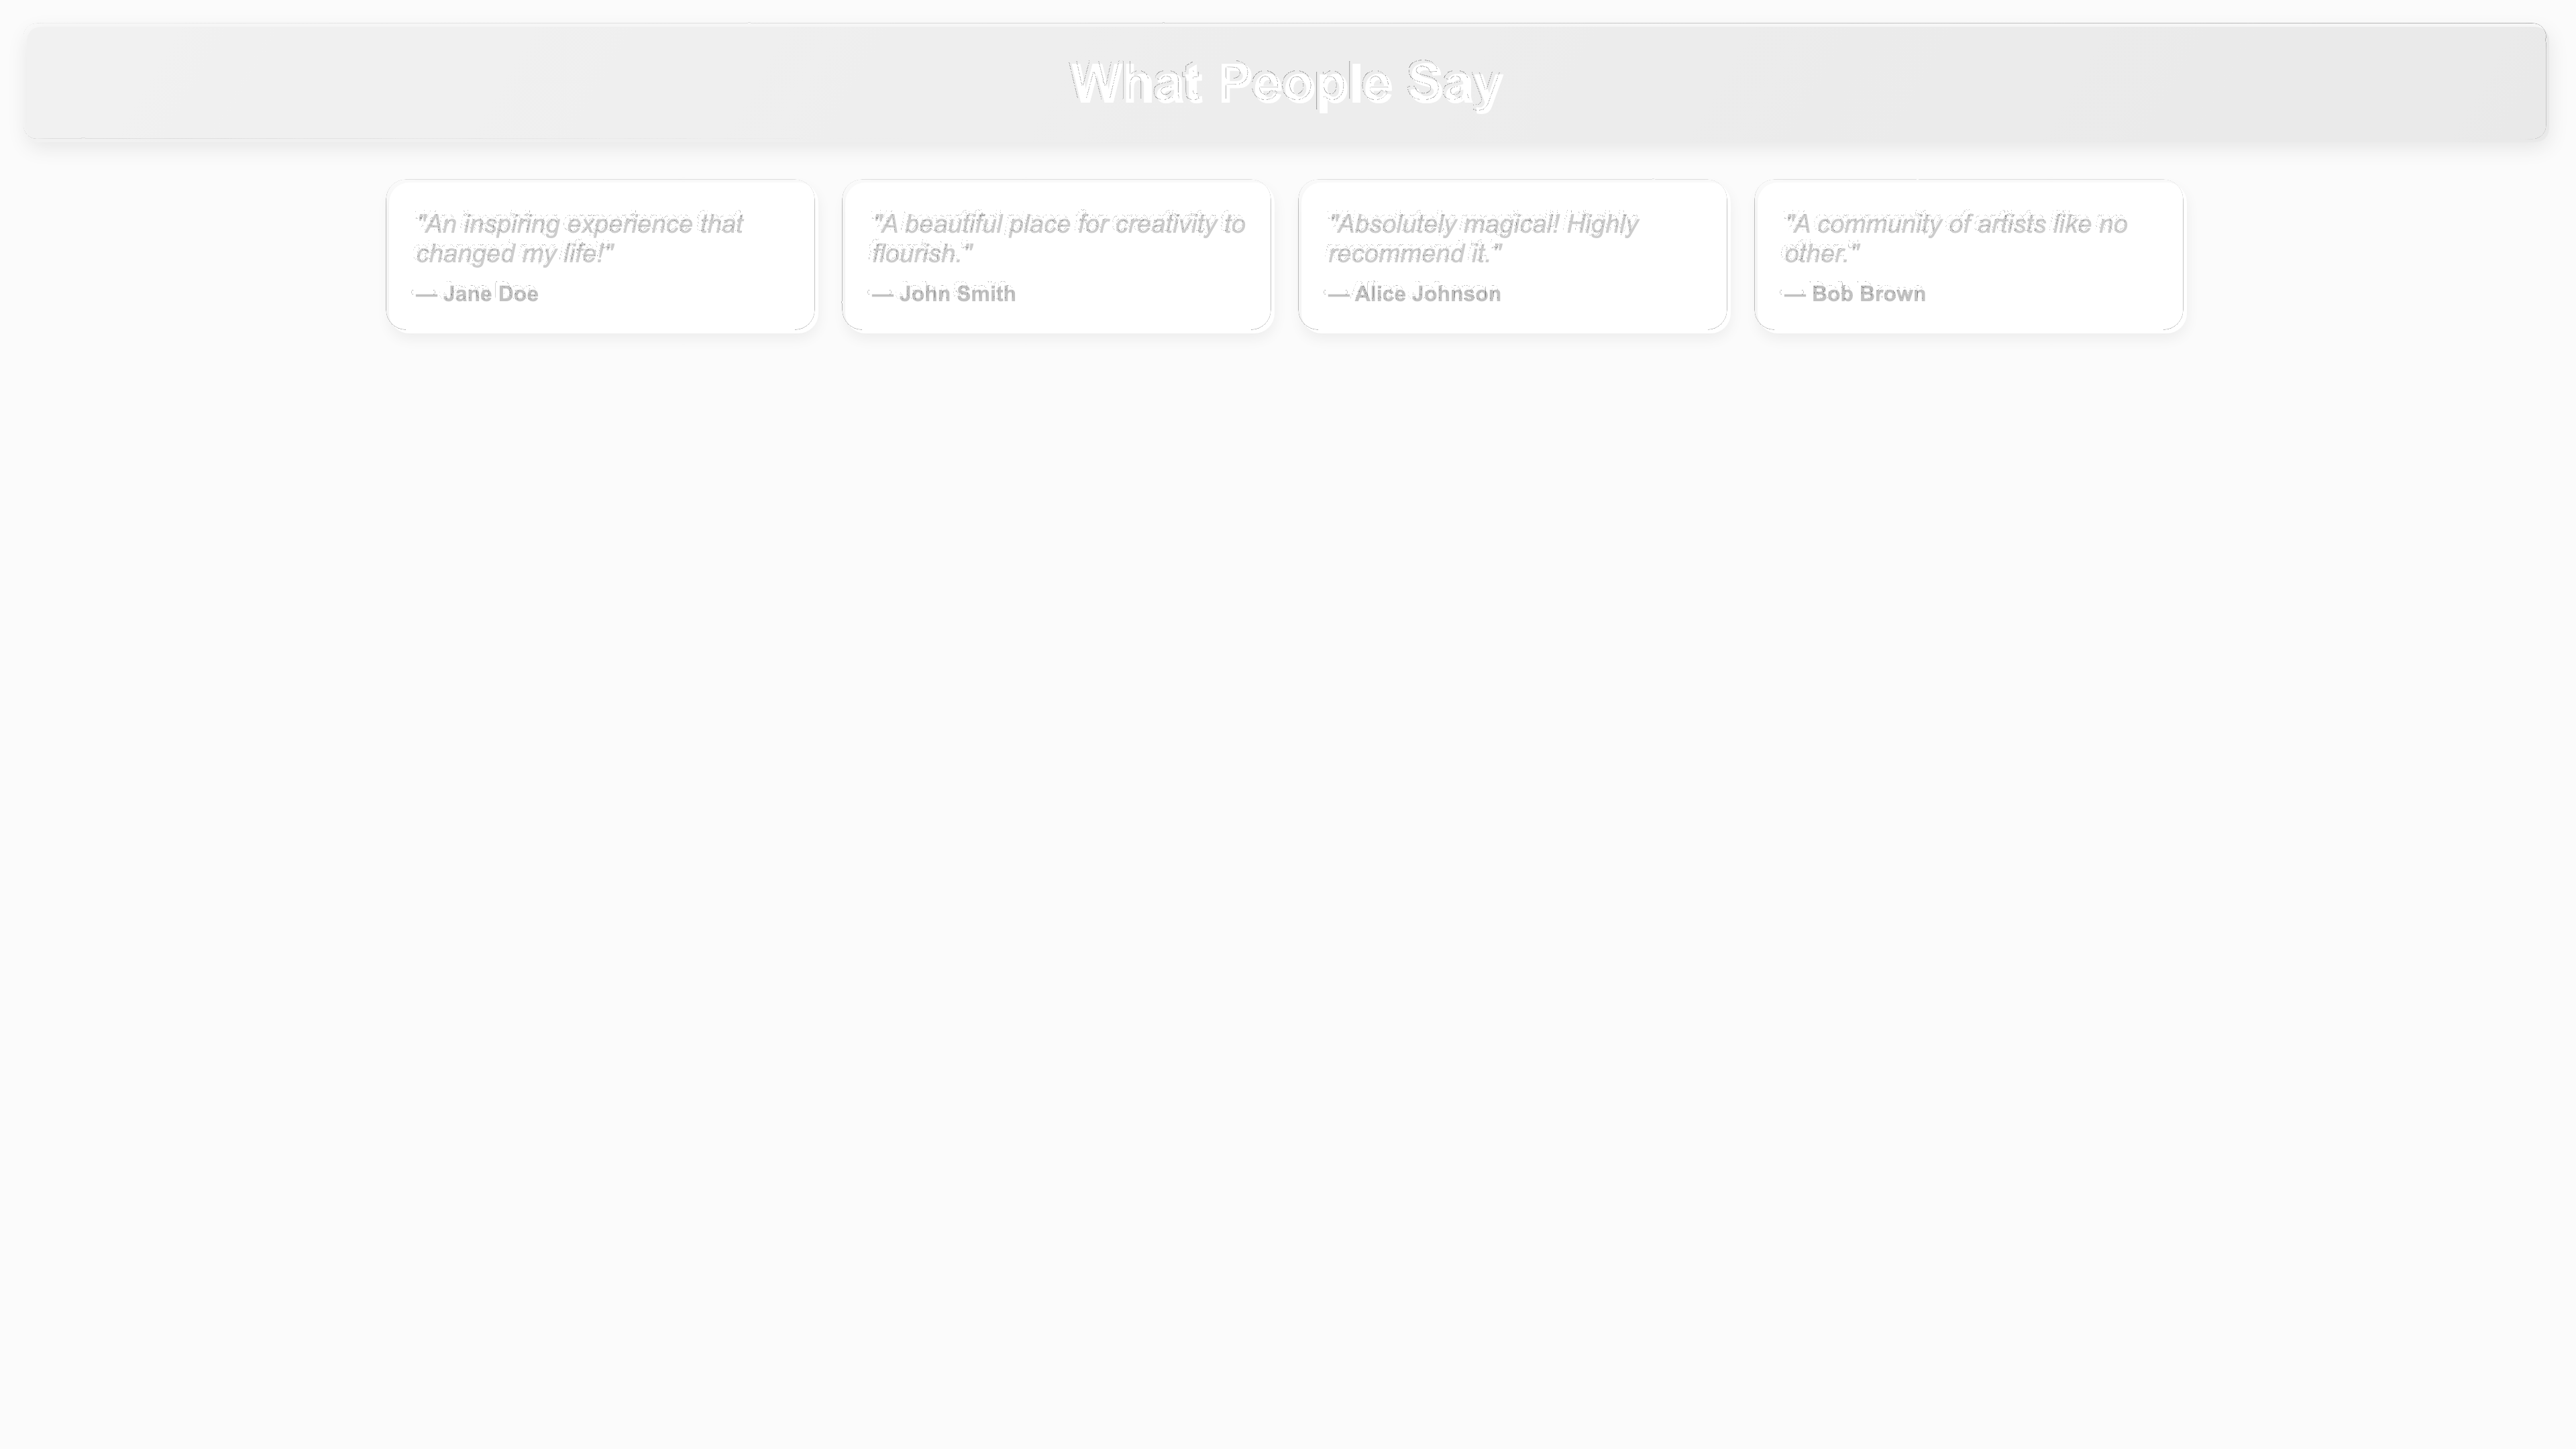 What People Say
"An inspiring experience that
changed my life!"
— Jane Doe
"A beautiful place for creativity to
flourish."
— John Smith
"Absolutely magical! Highly
recommend it."
— Alice Johnson
"A community of artists like no
other."
— Bob Brown